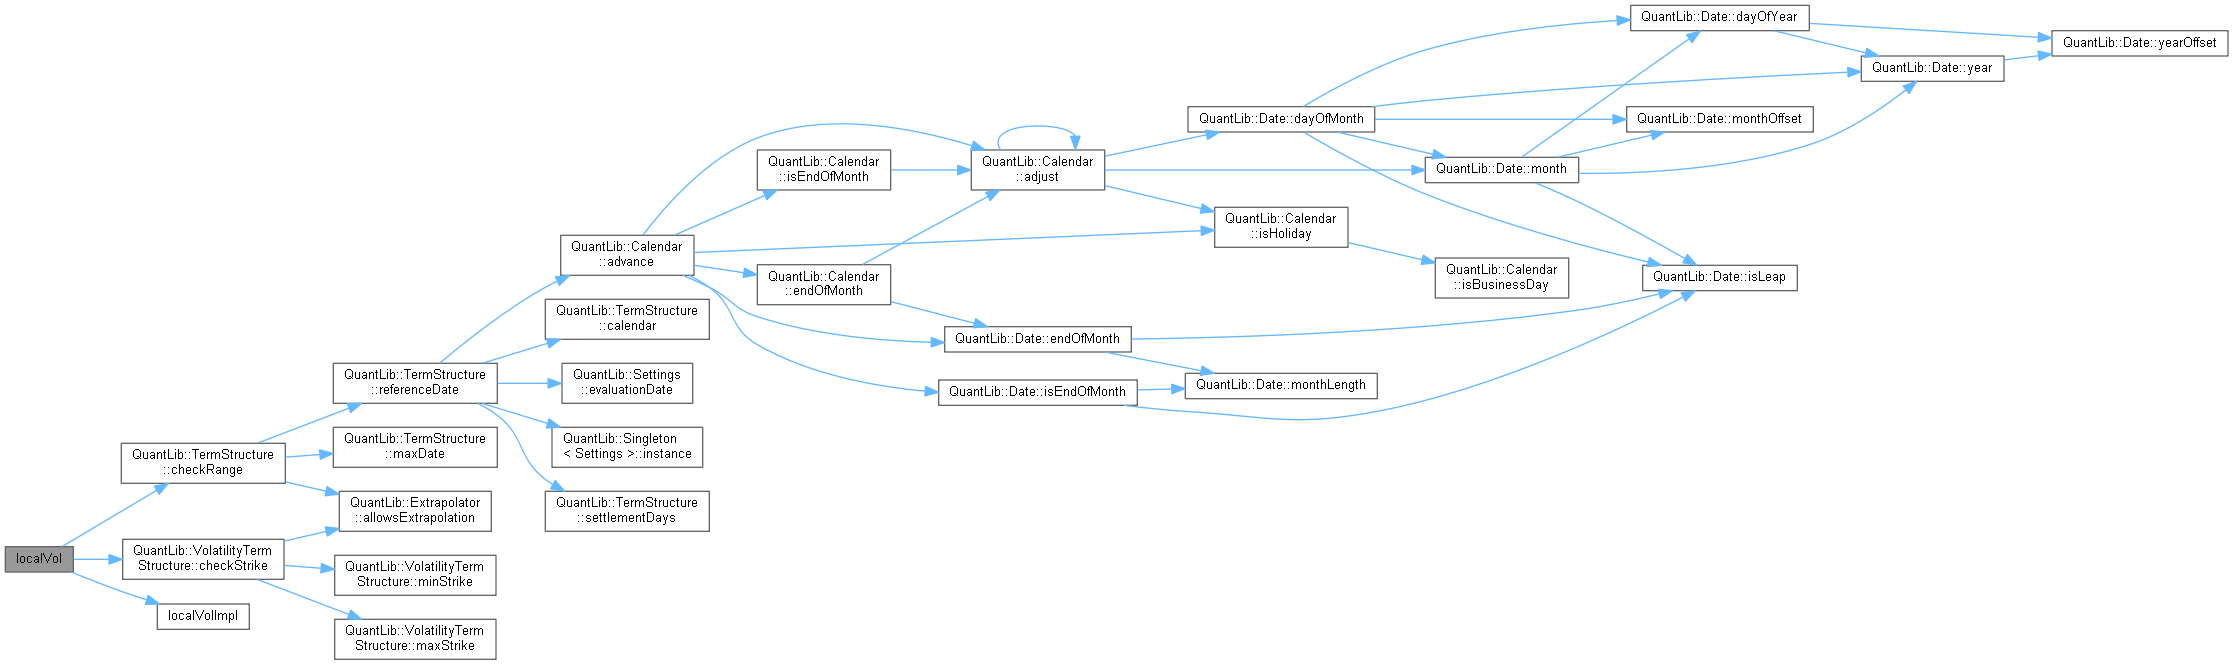 localVol
QuantLib::TermStructure
::checkRange
QuantLib::VolatilityTerm
Structure::checkStrike
localVolImpl
QuantLib::TermStructure
::referenceDate
QuantLib::TermStructure
::maxDate
QuantLib::Extrapolator
::allowsExtrapolation
QuantLib::VolatilityTerm
Structure::minStrike
QuantLib::VolatilityTerm
Structure::maxStrike
QuantLib::Calendar
::advance
QuantLib::TermStructure
::calendar
QuantLib::Settings
::evaluationDate
QuantLib::Singleton
< Settings >::instance
QuantLib::TermStructure
::settlementDays
QuantLib::Calendar
::isEndOfMonth
QuantLib::Calendar
::endOfMonth
QuantLib::Calendar
::adjust
QuantLib::Date::endOfMonth
QuantLib::Date::isEndOfMonth
QuantLib::Date::dayOfMonth
QuantLib::Calendar
::isHoliday
QuantLib::Date::monthLength
QuantLib::Date::month
QuantLib::Calendar
::isBusinessDay
QuantLib::Date::dayOfYear
QuantLib::Date::monthOffset
QuantLib::Date::isLeap
QuantLib::Date::year
QuantLib::Date::yearOffset